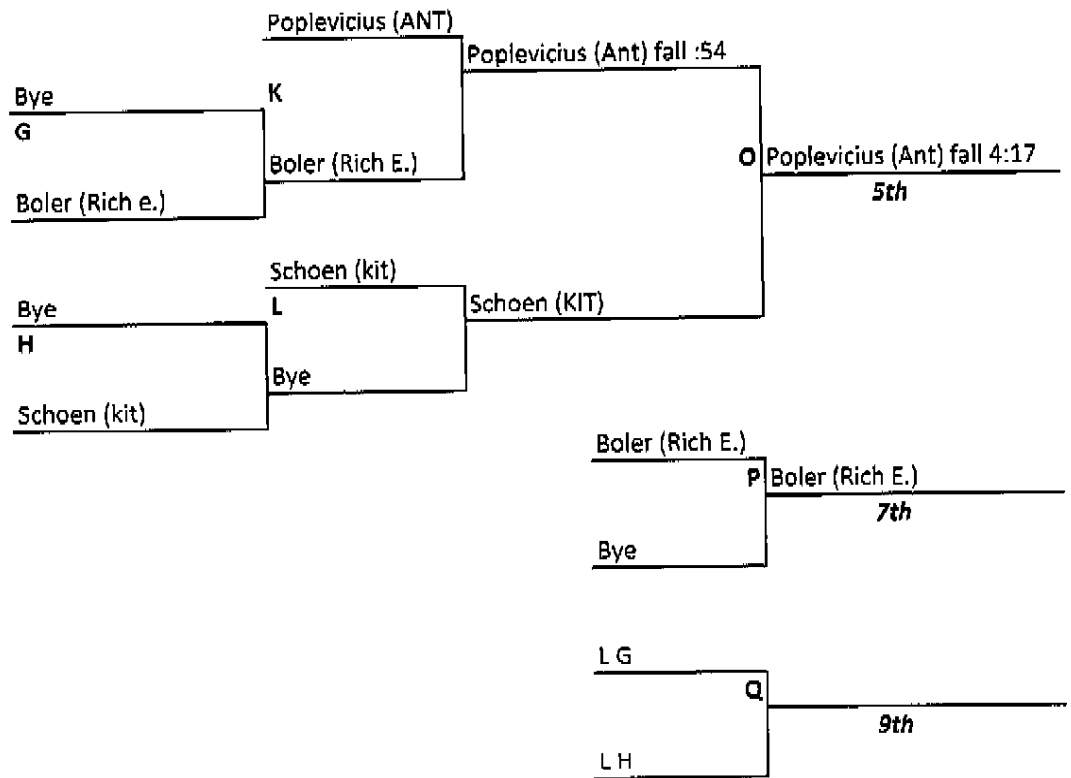 Poplevicius (ANT)
Poplevicius (Ant) fall :54
Bye
K
G
O
Poplevicius (Ant) fall 4:17
Boler (Rich E.)
5th
Boler (Rich e.)
Schoen (kit)
Bye
L
Schoen (KIT)
H
Bye
Schoen (kit)
Boler (Rich E.)
P
Boler (Rich E.)
7th
Bye
L G
Q
9th
L H